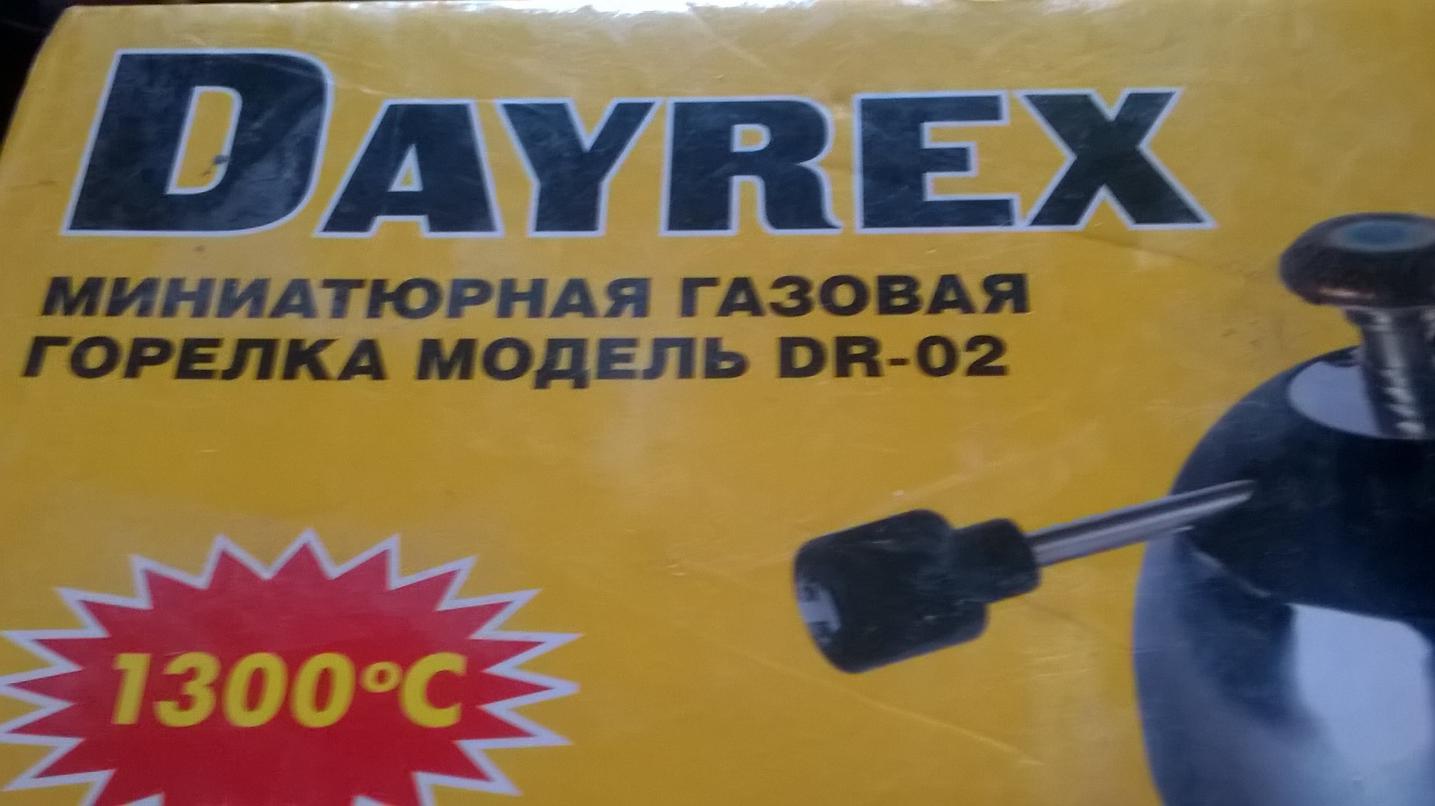 DAYREX
МИНИАТЮРНАЯ ГАЗОВАЯ
ГОРЕЛКА МОДЕЛЬ DR-02
1300°C